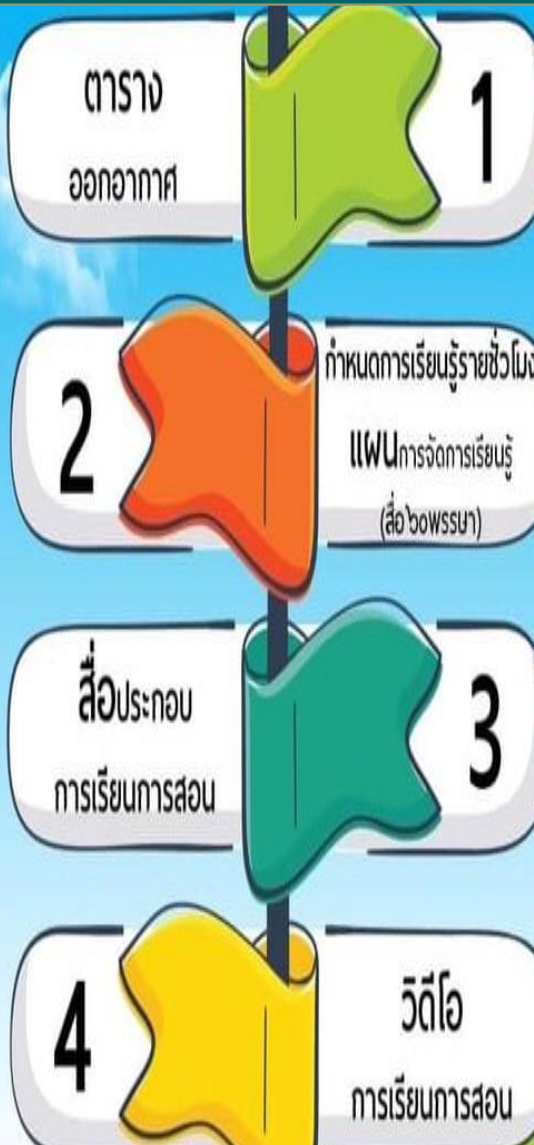 ตาราง
ออกอากาศ
1
2
กำหนดการเรียนรู้รายชั่วโมง
แผนการจัดการเรียนรู้
(สื่อ ๖๐พรรษา)
สื่อประกอบ
การเรียนการสอน
3
4
วิดีโอ
การเรียนการสอน